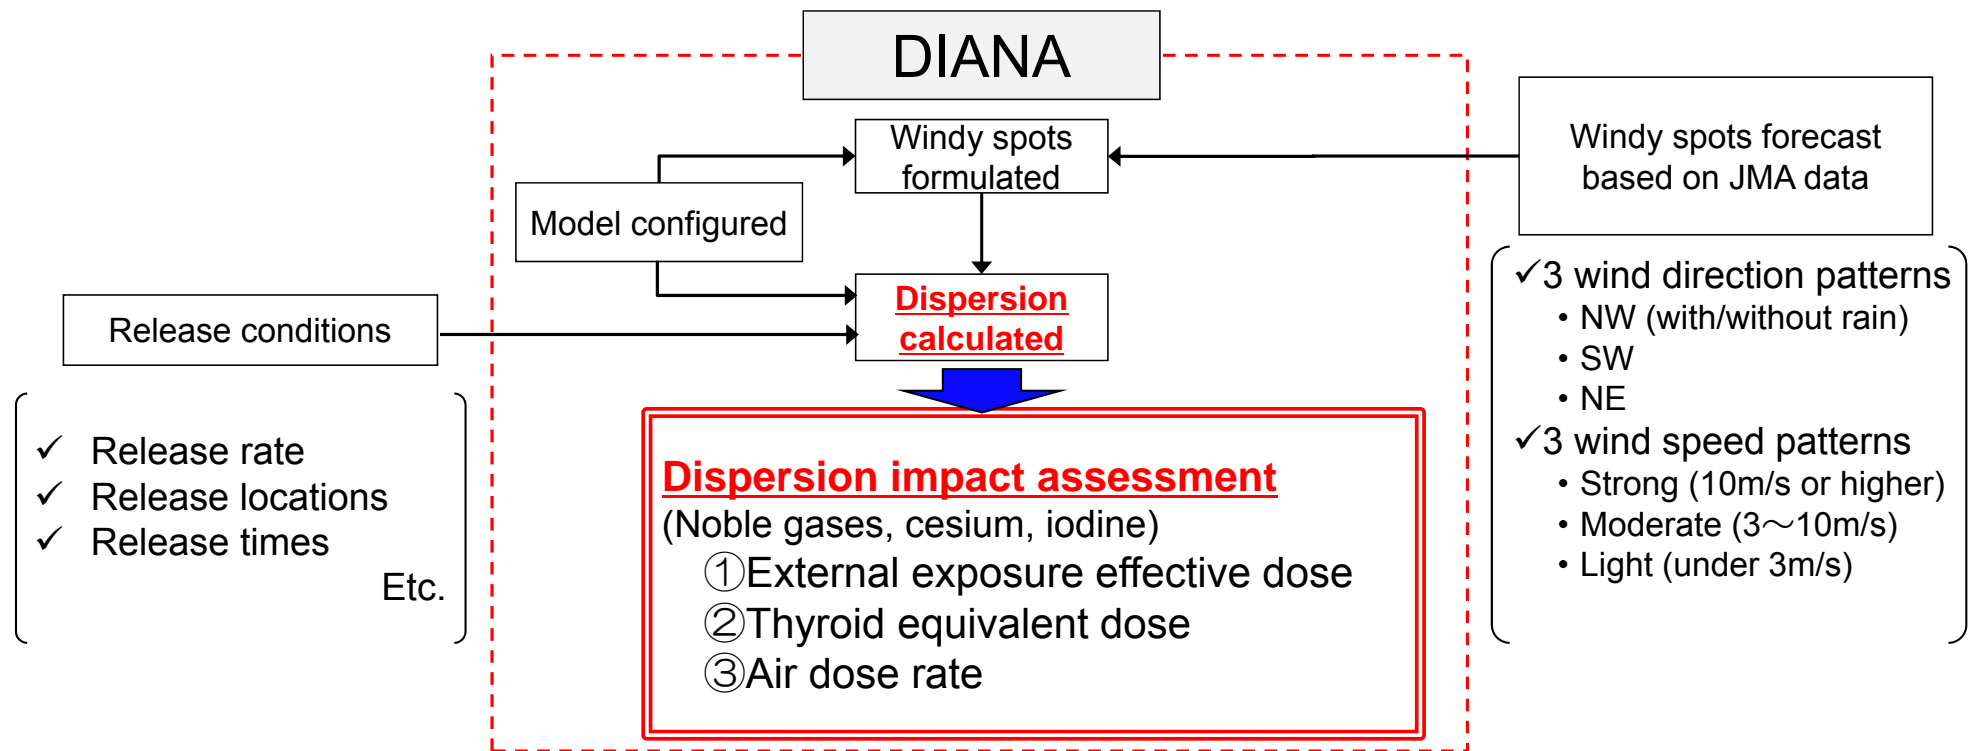 DIANA
Windy spots
formulated
Windy spots forecast
based on JMA data
Model configured
Dispersion
calculated
Release conditions
✓3 wind direction patterns
・NW (with/without rain)
・SW
・NE
✓3 wind speed patterns
・Strong (10m/s or higher)
・Moderate (3～10m/s)
・Light (under 3m/s)
✓ Release rate
✓ Release locations
✓ Release times
Etc.
Dispersion impact assessment
(Noble gases, cesium, iodine)
①External exposure effective dose
②Thyroid equivalent dose
③Air dose rate